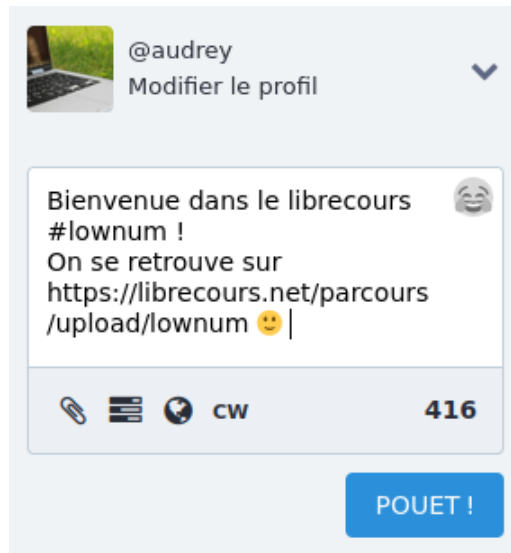 @audrey
Modifier le profil
Bienvenue dans le librecours
#lownum !
On se retrouve sur
https://librecours.net/parcours
/upload/lownum 🙂
CW 416
POUET !